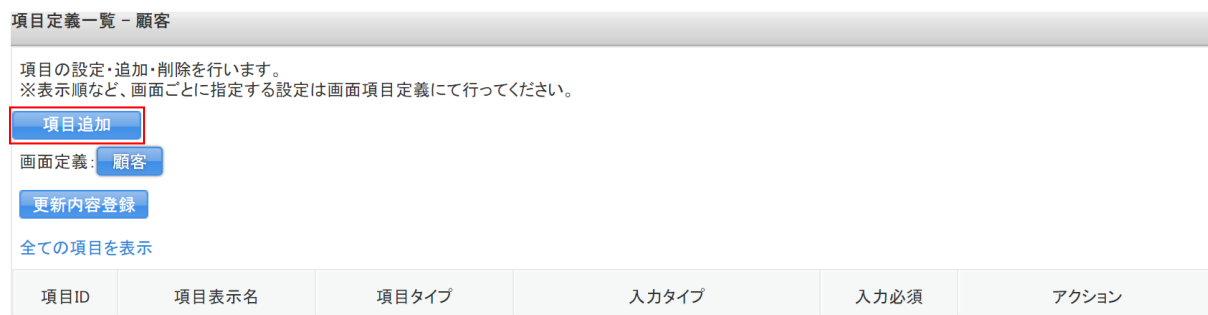 項目定義一覧 - 顧客
項目の設定・追加・削除を行います。
※表示順など、画面ごとに指定する設定は画面項目定義にて行ってください。
項目追加
画面定義: 顧客
更新内容登録
全ての項目を表示
項目ID 項目表示名 項目タイプ 入力タイプ 入力必須 アクション